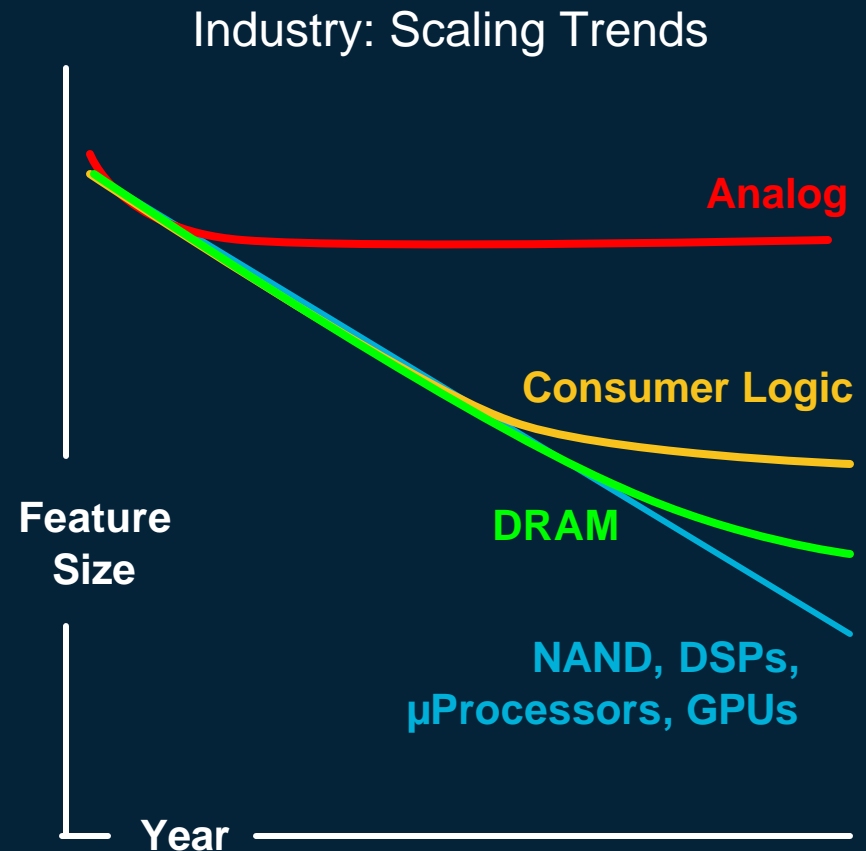 Industry: Scaling Trends
Analog
Consumer Logic
Feature
Size
DRAM
NAND, DSPs,
µProcessors, GPUs
Year